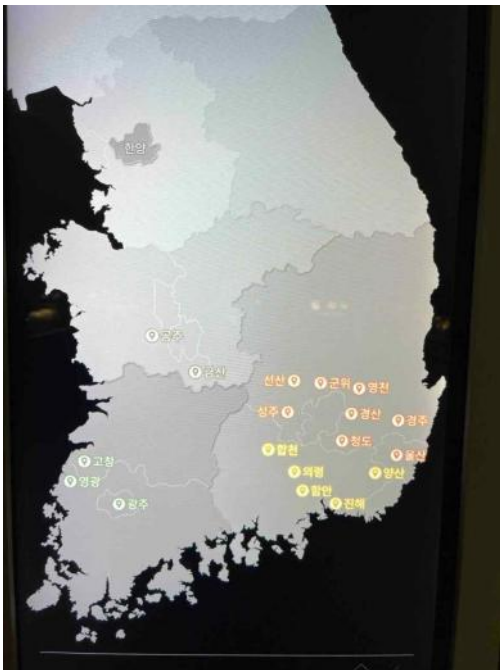 한양
공주
금산
선산
군위
영천
성주
경산
경주
청도
울산
합천
의령
양산
함안
진해
고창
영광
광주